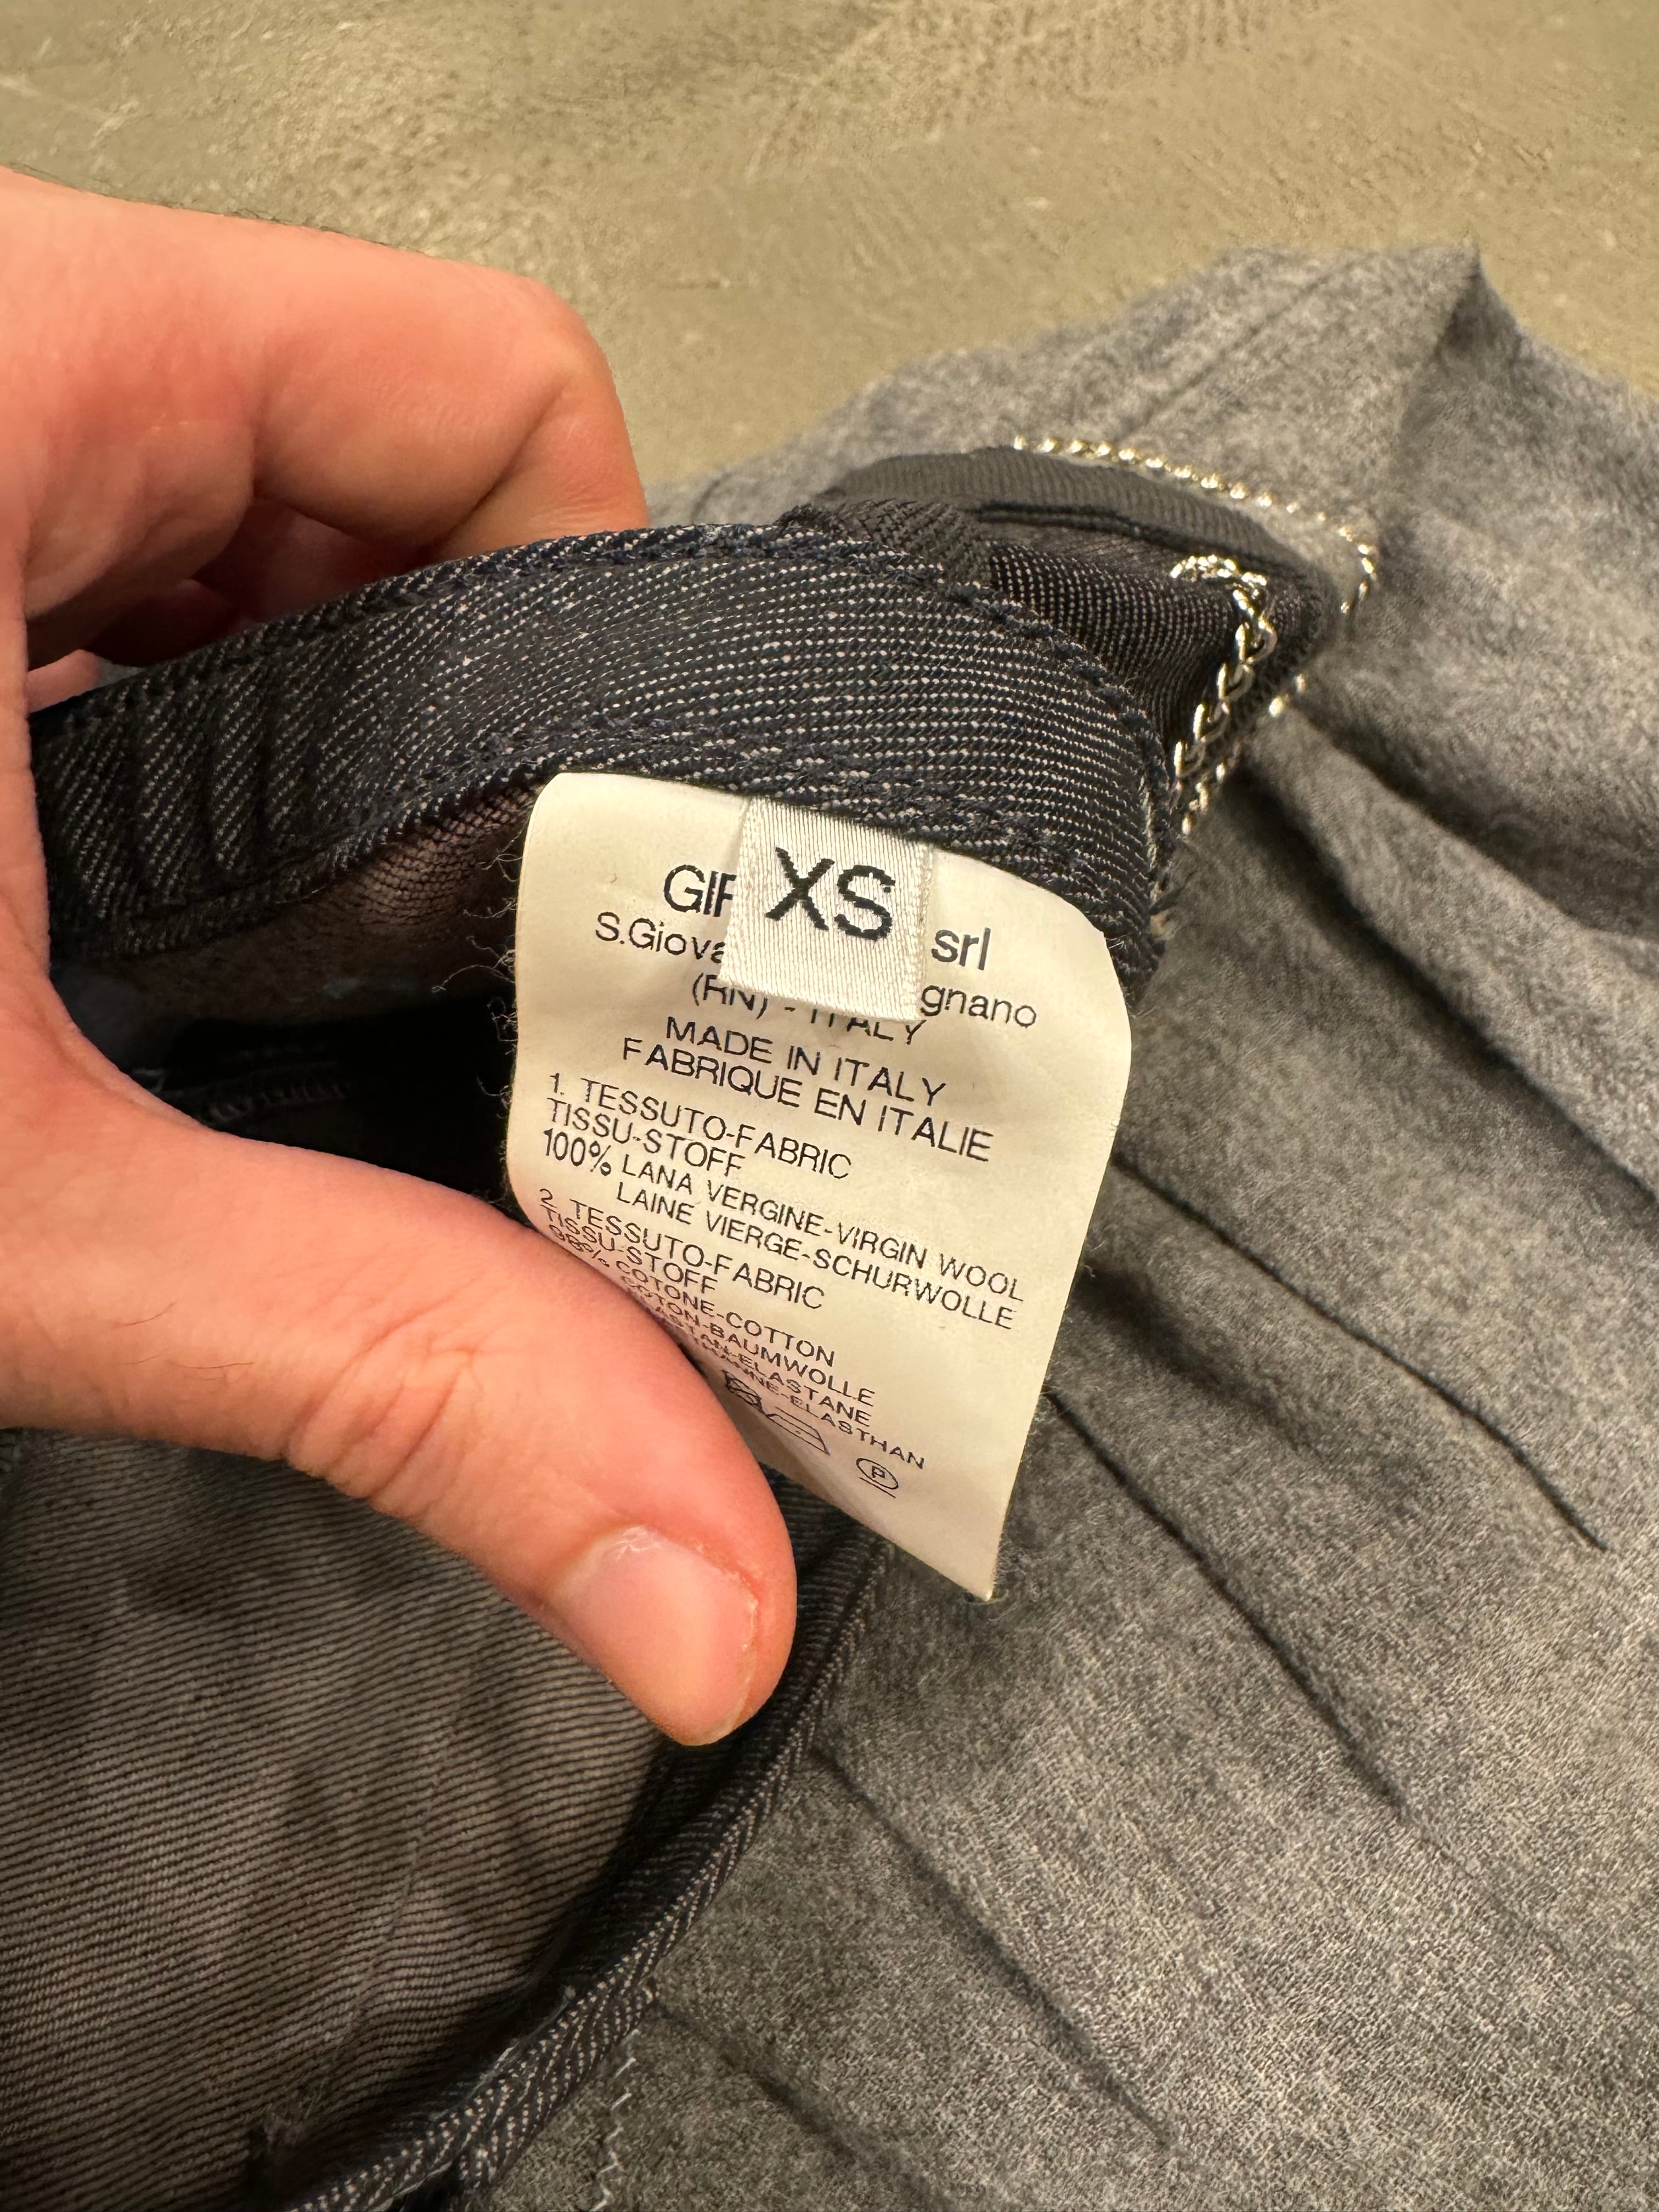 XS
srl
S.Giova gnano
(RN) - ITALY
MADE IN ITALY
FABRIQUE EN ITALIE
1. TESSUTO-FABRIC
TISSU-STOFF
100% LANA VERGINE-VIRGIN WOOL
LAINE VIERGE-SCHURWOLLE
2. TESSUTO-FABRIC
TISSU-STOFF
98% COTONE-COTTON
COTON-BAUMWOLLE
ELASTANE
ELASTHAN
P